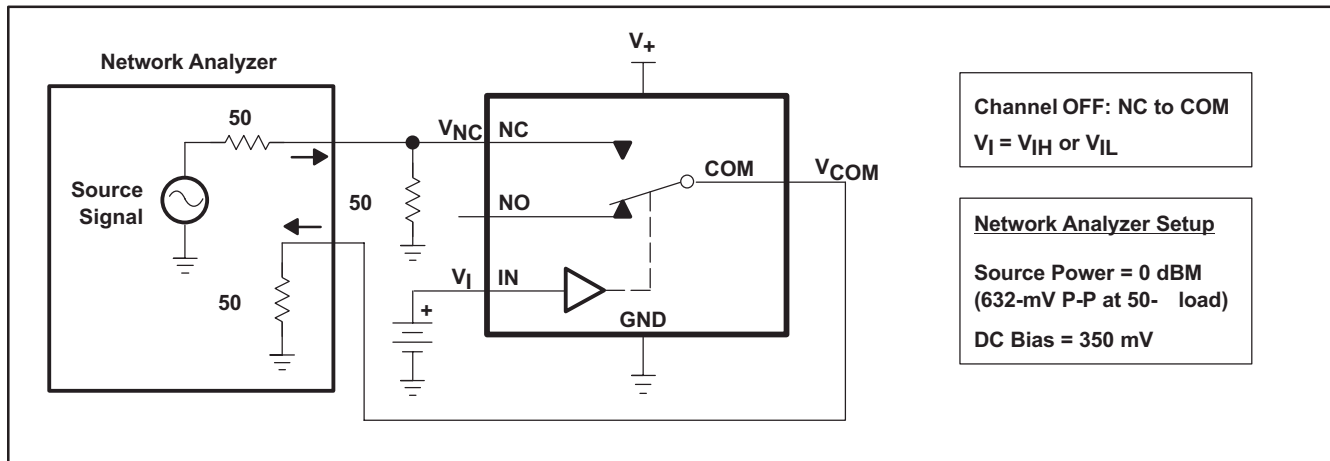 Network Analyzer
50
Source
Signal
50
50
V+
VNC
NC
NO
COM
VCOM
VI
IN
+
GND
Channel OFF: NC to COM
VI = VIH or VIL
Network Analyzer Setup
Source Power = 0 dBM
(632-mV P-P at 50- load)
DC Bias = 350 mV